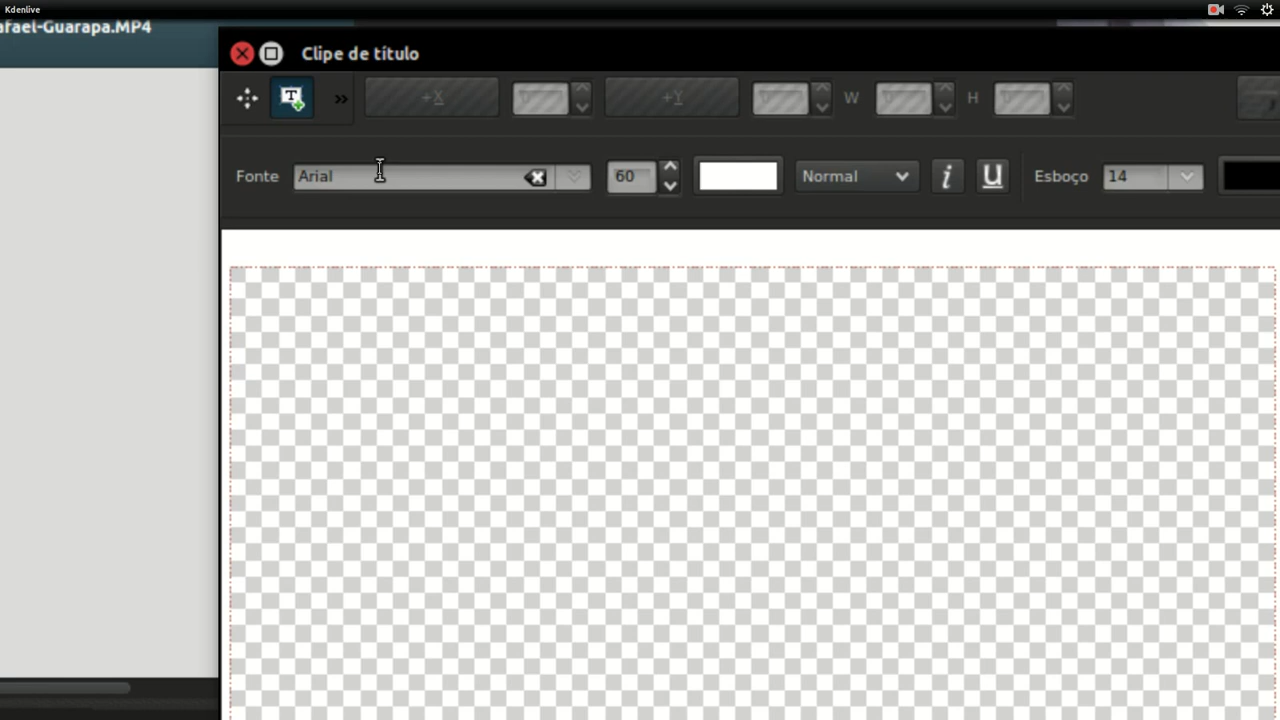 Kdenlive
afael-Guarapa.MP4
Clipe de título
T » +X +Y W H
Fonte Arial 60 Normal i U Esboço 14